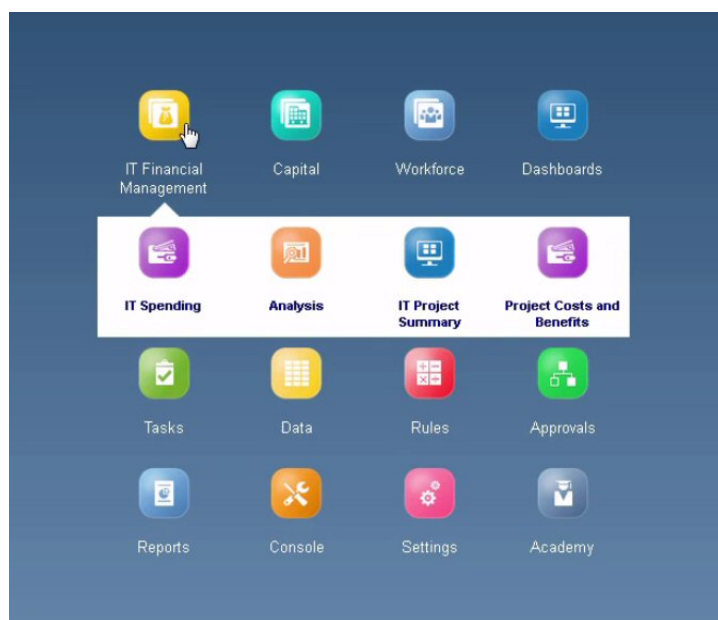 IT Financial
Management
Capital
Workforce
Dashboards
IT Spending
Analysis
IT Project
Summary
Project Costs and
Benefits
Tasks
Data
Rules
Approvals
Reports
Console
Settings
Academy